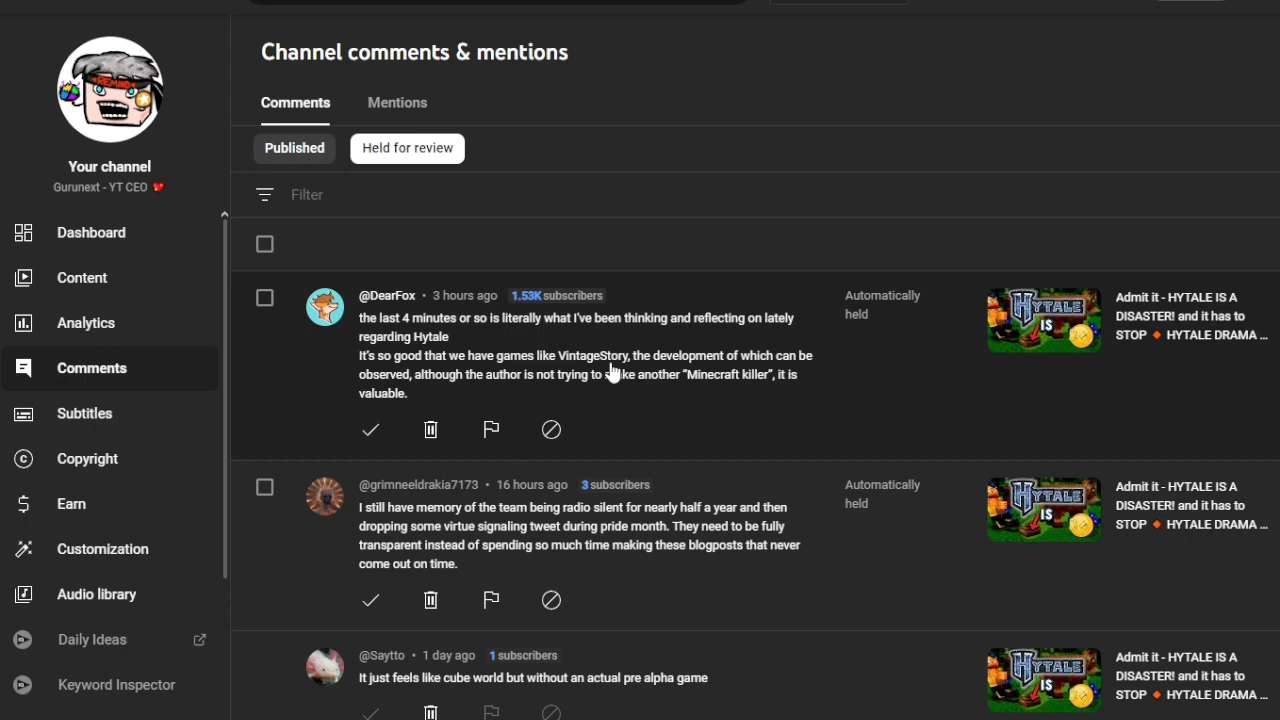 Channel comments & mentions
Comments
Mentions
Published
Held for review
Filter
REMIND
Your channel
Gurunext - YT CEO
Dashboard
Content
Analytics
Comments
Subtitles
Copyright
Earn
Customization
Audio library
Daily Ideas
Keyword Inspector
@DearFox • 3 hours ago 1.53K subscribers
the last 4 minutes or so is literally what I've been thinking and reflecting on lately
regarding Hytale
It's so good that we have games like VintageStory, the development of which can be
observed, although the author is not trying to ke another "Minecraft killer", it is
valuable.
Automatically
held
HYTALE
IS
Admit it - HYTALE IS A
DISASTER! and it has to
STOP 🔸 HYTALE DRAMA ...
@grimneeldrakia7173 • 16 hours ago 3 subscribers
I still have memory of the team being radio silent for nearly half a year and then
dropping some virtue signaling tweet during pride month. They need to be fully
transparent instead of spending so much time making these blogposts that never
come out on time.
Automatically
held
HYTALE
IS
Admit it - HYTALE IS A
DISASTER! and it has to
STOP 🔸 HYTALE DRAMA ...
@Saytto • 1 day ago 1 subscribers
It just feels like cube world but without an actual pre alpha game
HYTALE
IS
Admit it - HYTALE IS A
DISASTER! and it has to
STOP 🔸 HYTALE DRAMA ...